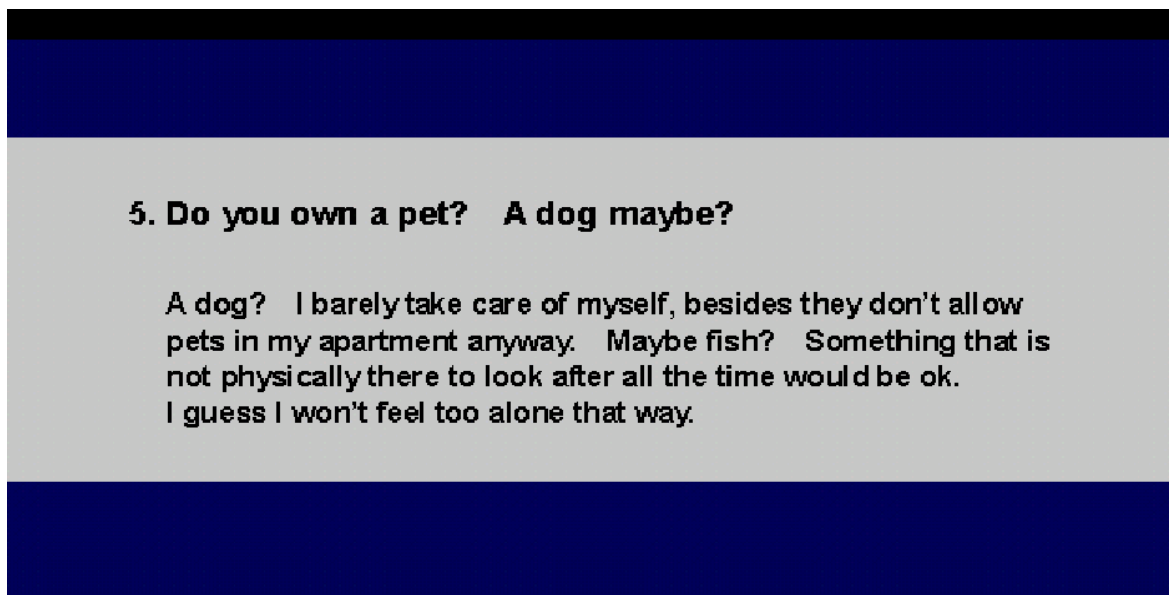 5. Do you own a pet?   A dog maybe?
A dog?   I barely take care of myself, besides they don't allow
pets in my apartment anyway.   Maybe fish?   Something that is
not physically there to look after all the time would be ok.
I guess I won't feel too alone that way.